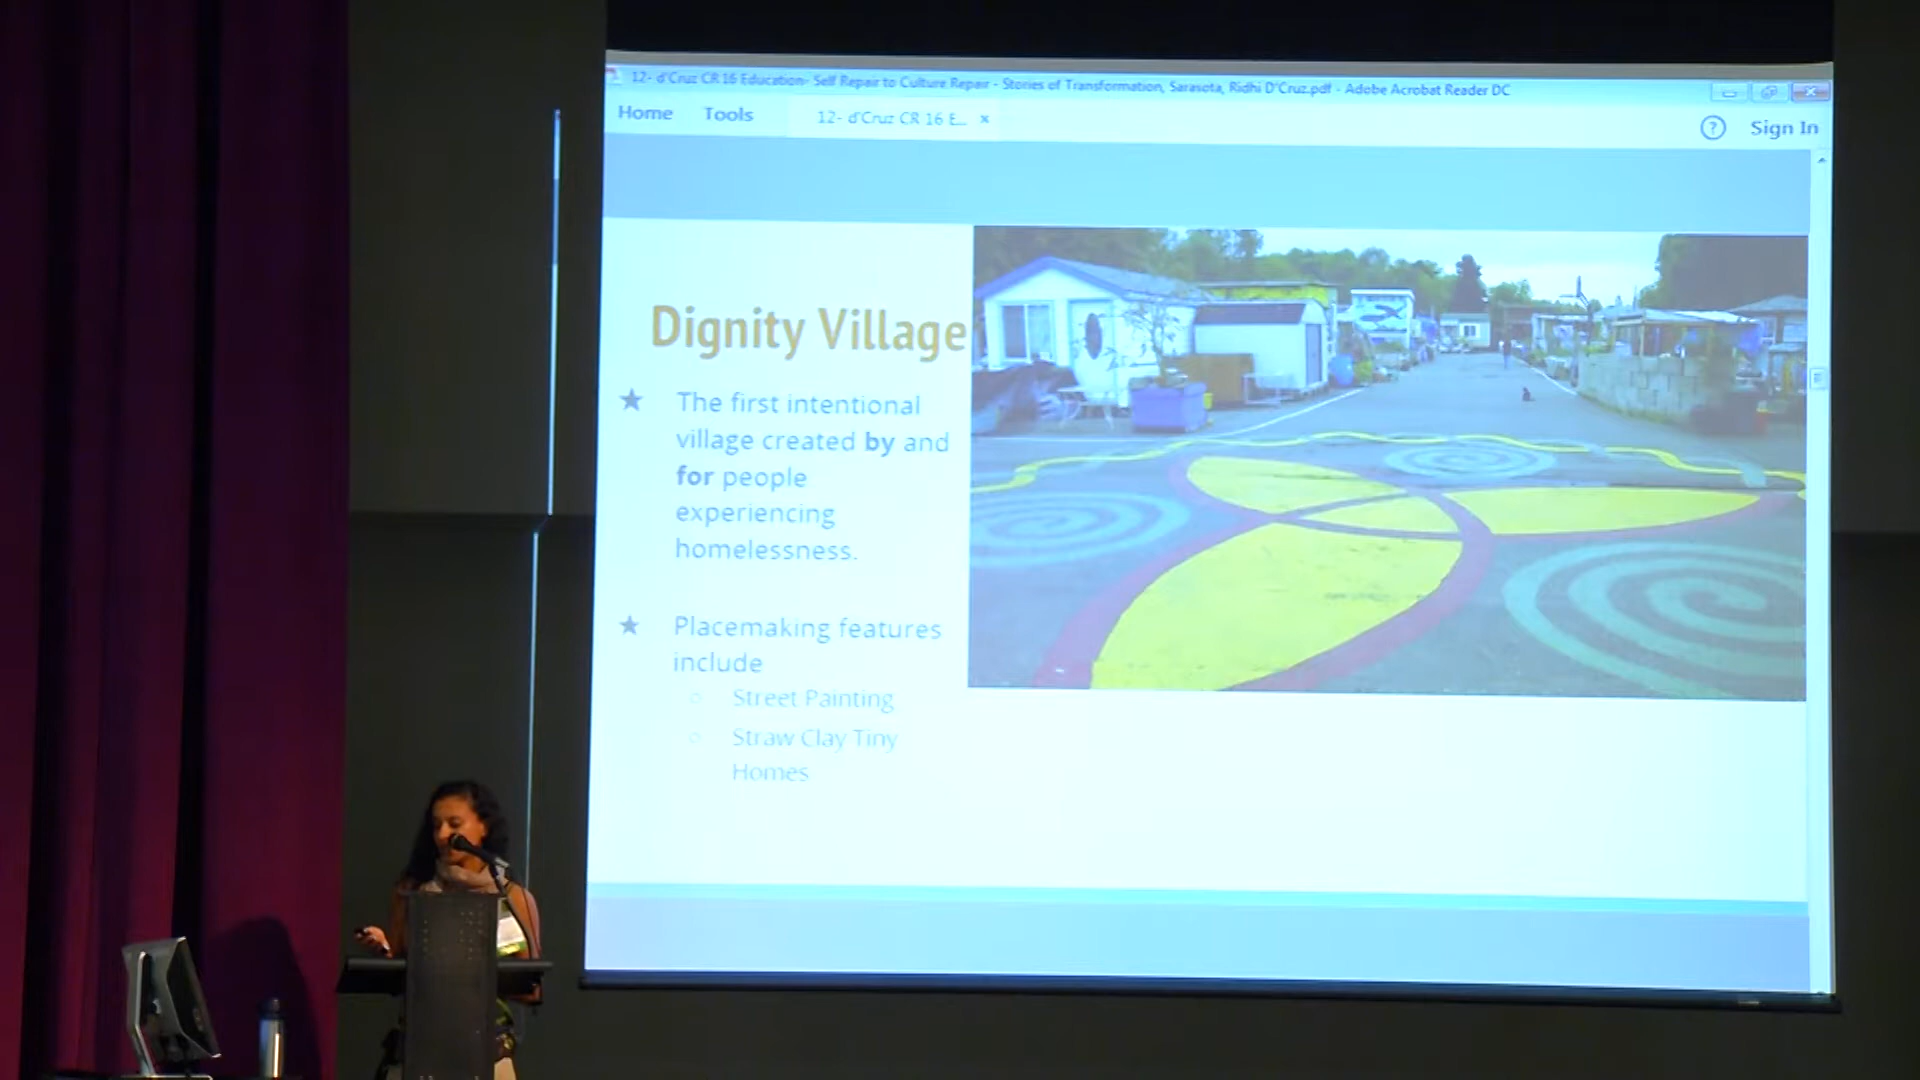 12- d'Cruz CR 16 Education- Self Repair to Culture Repair - Stories of Transformation, Sarasota, Ridhi D'Cruz.pdf - Adobe Acrobat Reader DC
Home Tools 12- d'Cruz CR 16 E... × ? Sign In
Dignity Village
★ The first intentional
village created by and
for people
experiencing
homelessness.
★ Placemaking features
include
○ Street Painting
○ Straw Clay Tiny
Homes